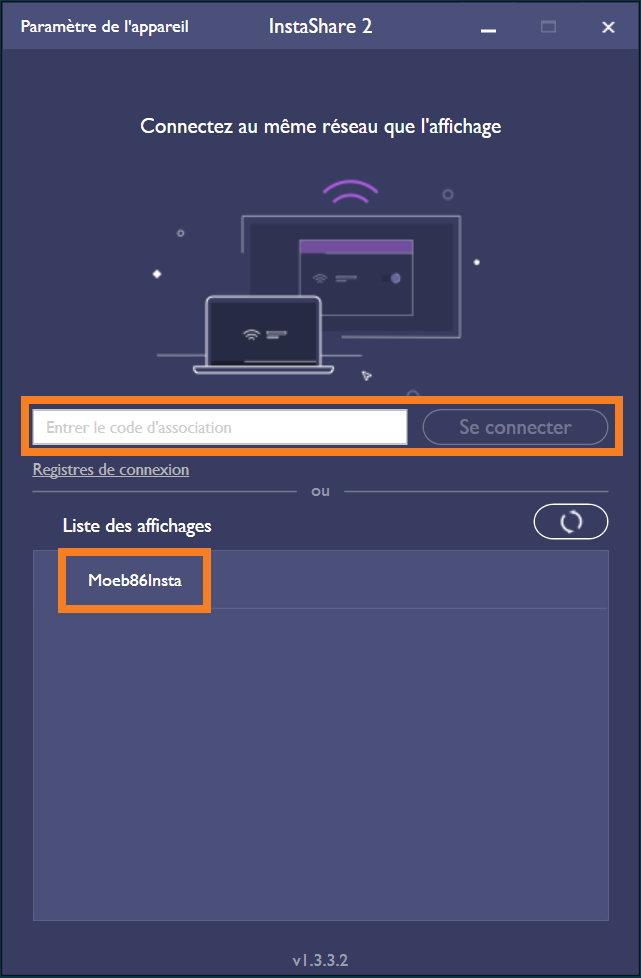 Paramètre de l'appareil
InstaShare 2
Connectez au même réseau que l'affichage
Entrer le code d'association
Se connecter
Registres de connexion
ou
Liste des affichages
Moeb86Insta
v1.3.3.2